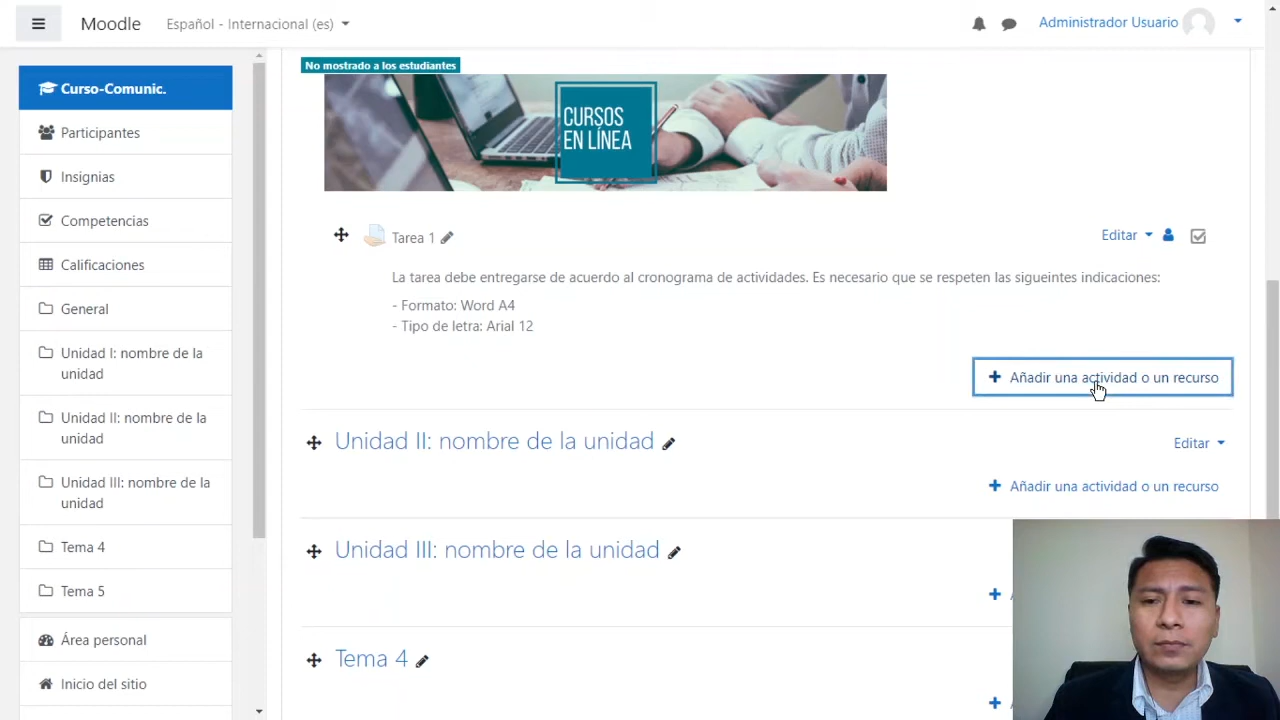 Moodle
Español - Internacional (es)
Administrador Usuario
Curso-Comunic.
Participantes
Insignias
Competencias
Calificaciones
General
Unidad I: nombre de la
unidad
Unidad II: nombre de la
unidad
Unidad III: nombre de la
unidad
Tema 4
Tema 5
Área personal
Inicio del sitio
No mostrado a los estudiantes
CURSOS
EN LÍNEA
Tarea 1
Editar
La tarea debe entregarse de acuerdo al cronograma de actividades. Es necesario que se respeten las sigueintes indicaciones:
- Formato: Word A4
- Tipo de letra: Arial 12
+ Añadir una actividad o un recurso
Unidad II: nombre de la unidad
Editar
+ Añadir una actividad o un recurso
Unidad III: nombre de la unidad
+
Tema 4
+